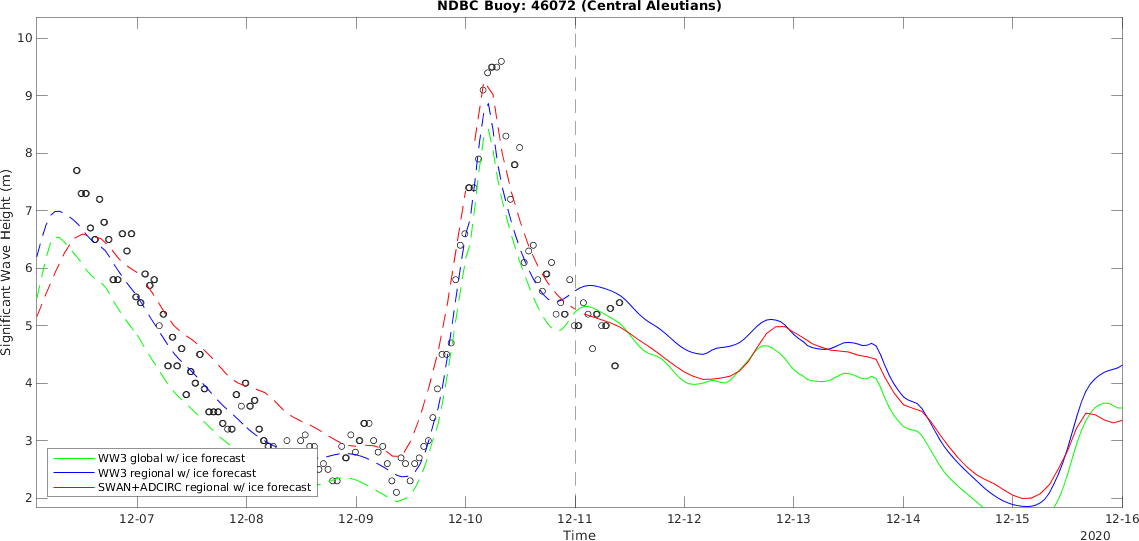 NDBC Buoy: 46072 (Central Aleutians)
10
9
8
7
6
5
4
3
2
Significant Wave Height (m)
WW3 global w/ ice forecast
WW3 regional w/ ice forecast
SWAN+ADCIRC regional w/ ice forecast
12-07 12-08 12-09 12-10 12-11 12-12 12-13 12-14 12-15 12-16
Time
2020